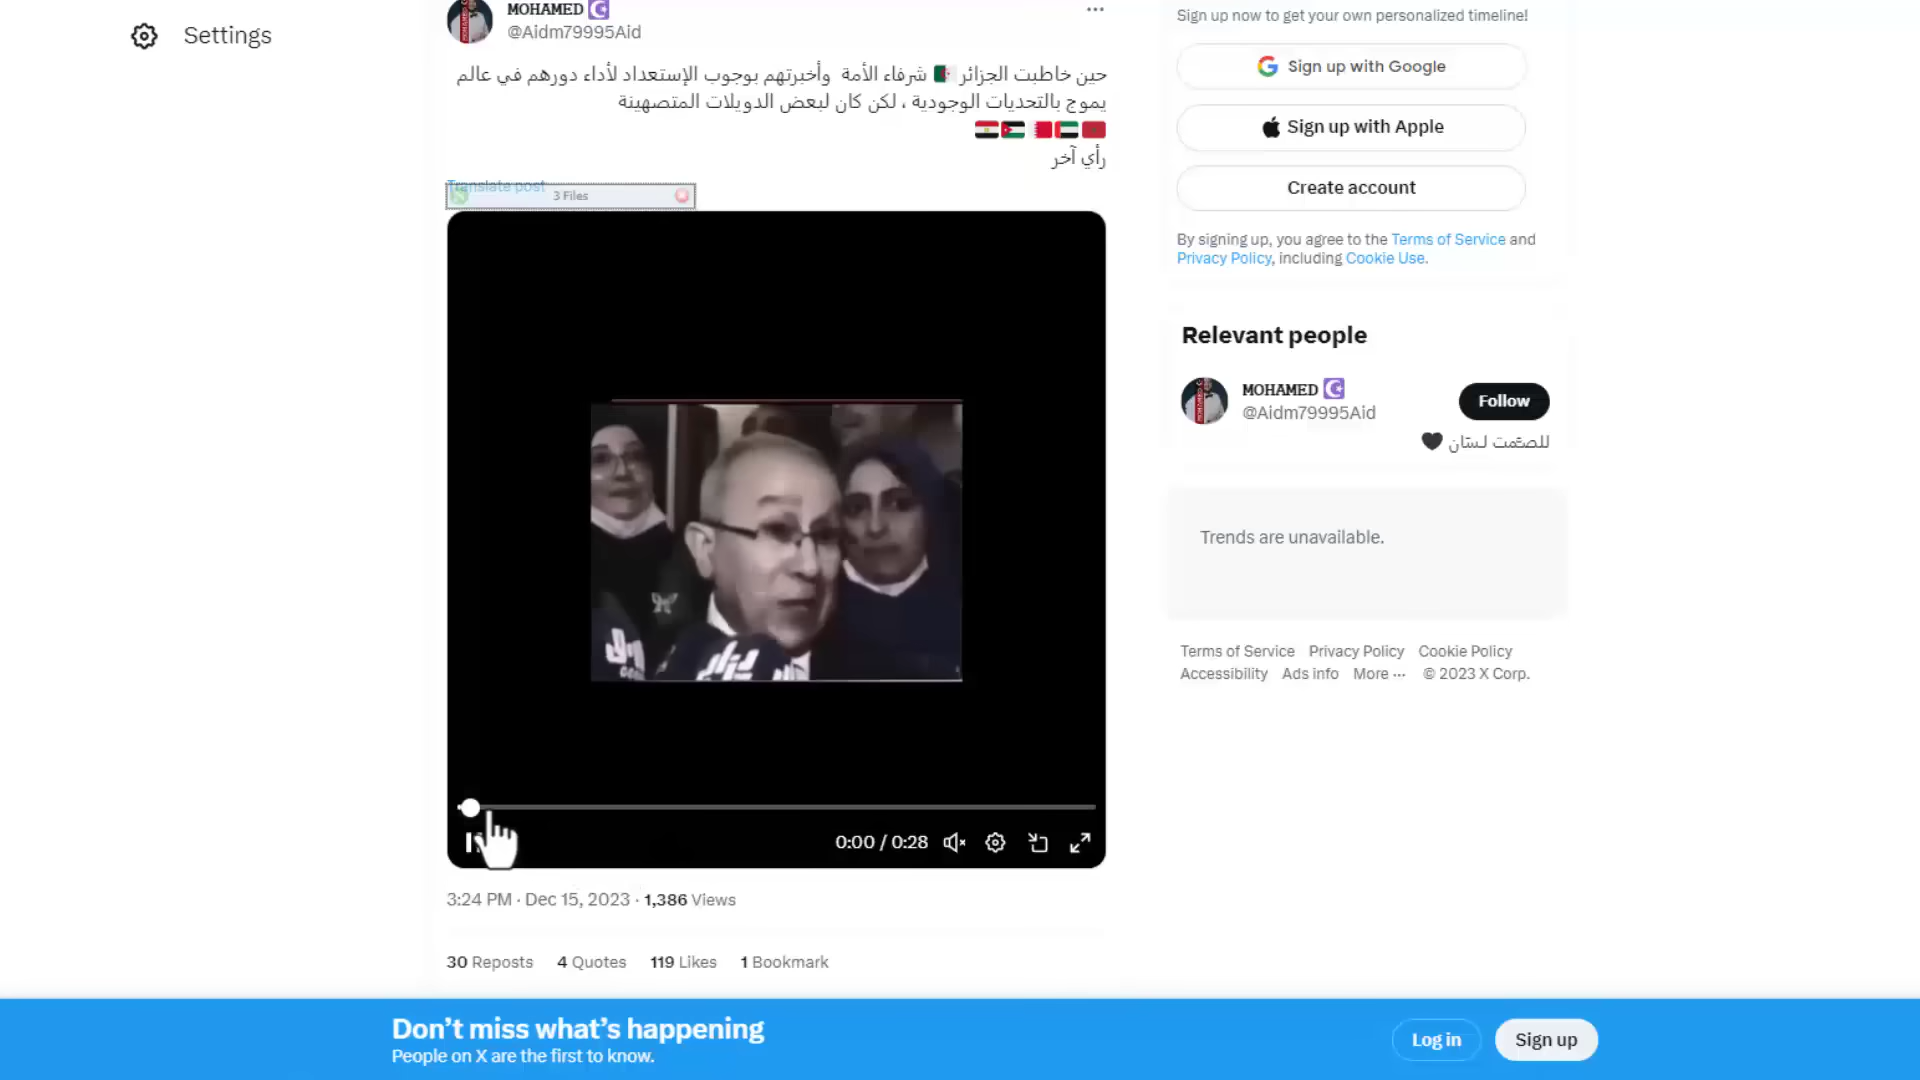 Settings
MOHAMED
@Aidm79995Aid
حين خاطبت الجزائر🇩🇿 شرفاء الأمة وأخبرتهم بوجوب الإستعداد لأداء دورهم في عالم
يموج بالتحديات الوجودية ، لكن كان لبعض الدويلات المتصهينة
رأي آخر
Translate post
3 Files
0:00 / 0:28
3:24 PM · Dec 15, 2023 · 1,386 Views
30 Reposts 4 Quotes 119 Likes 1 Bookmark
Sign up now to get your own personalized timeline!
Sign up with Google
Sign up with Apple
Create account
By signing up, you agree to the Terms of Service and
Privacy Policy, including Cookie Use.
Relevant people
MOHAMED
@Aidm79995Aid
Follow
للصّمت لسّان 🖤
Trends are unavailable.
Terms of Service Privacy Policy Cookie Policy
Accessibility Ads info More ··· © 2023 X Corp.
Don’t miss what’s happening
People on X are the first to know.
Log in
Sign up